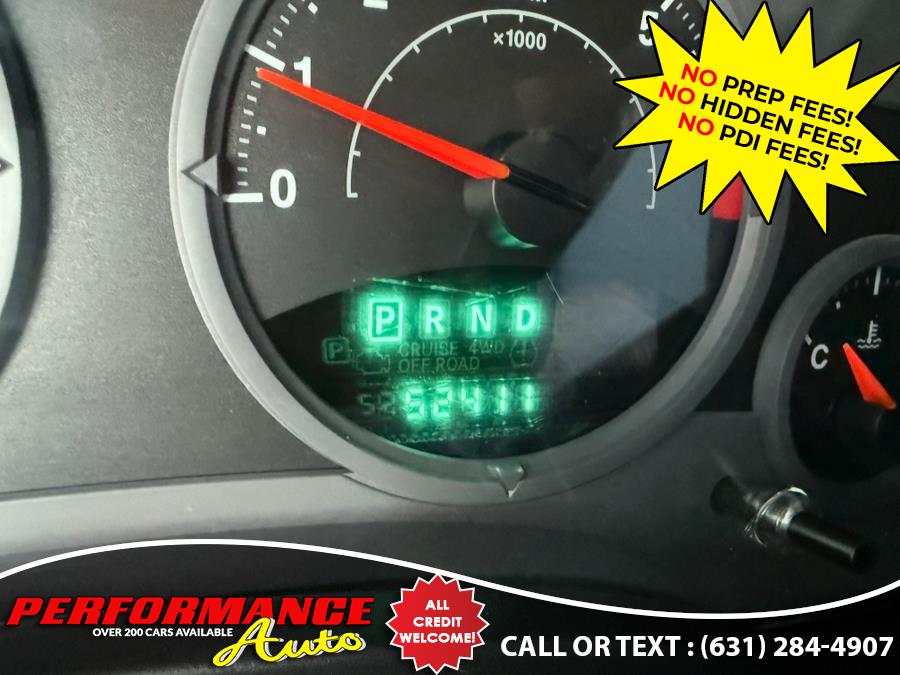 ×1000
5
1
0
NO PREP FEES!
NO HIDDEN FEES!
NO PDI FEES!
P R N D
P CRUISE 4WD
OFF ROAD
52411
C
PERFORMANCE
OVER 200 CARS AVAILABLE
Auto
ALL
CREDIT
WELCOME!
CALL OR TEXT : (631) 284-4907